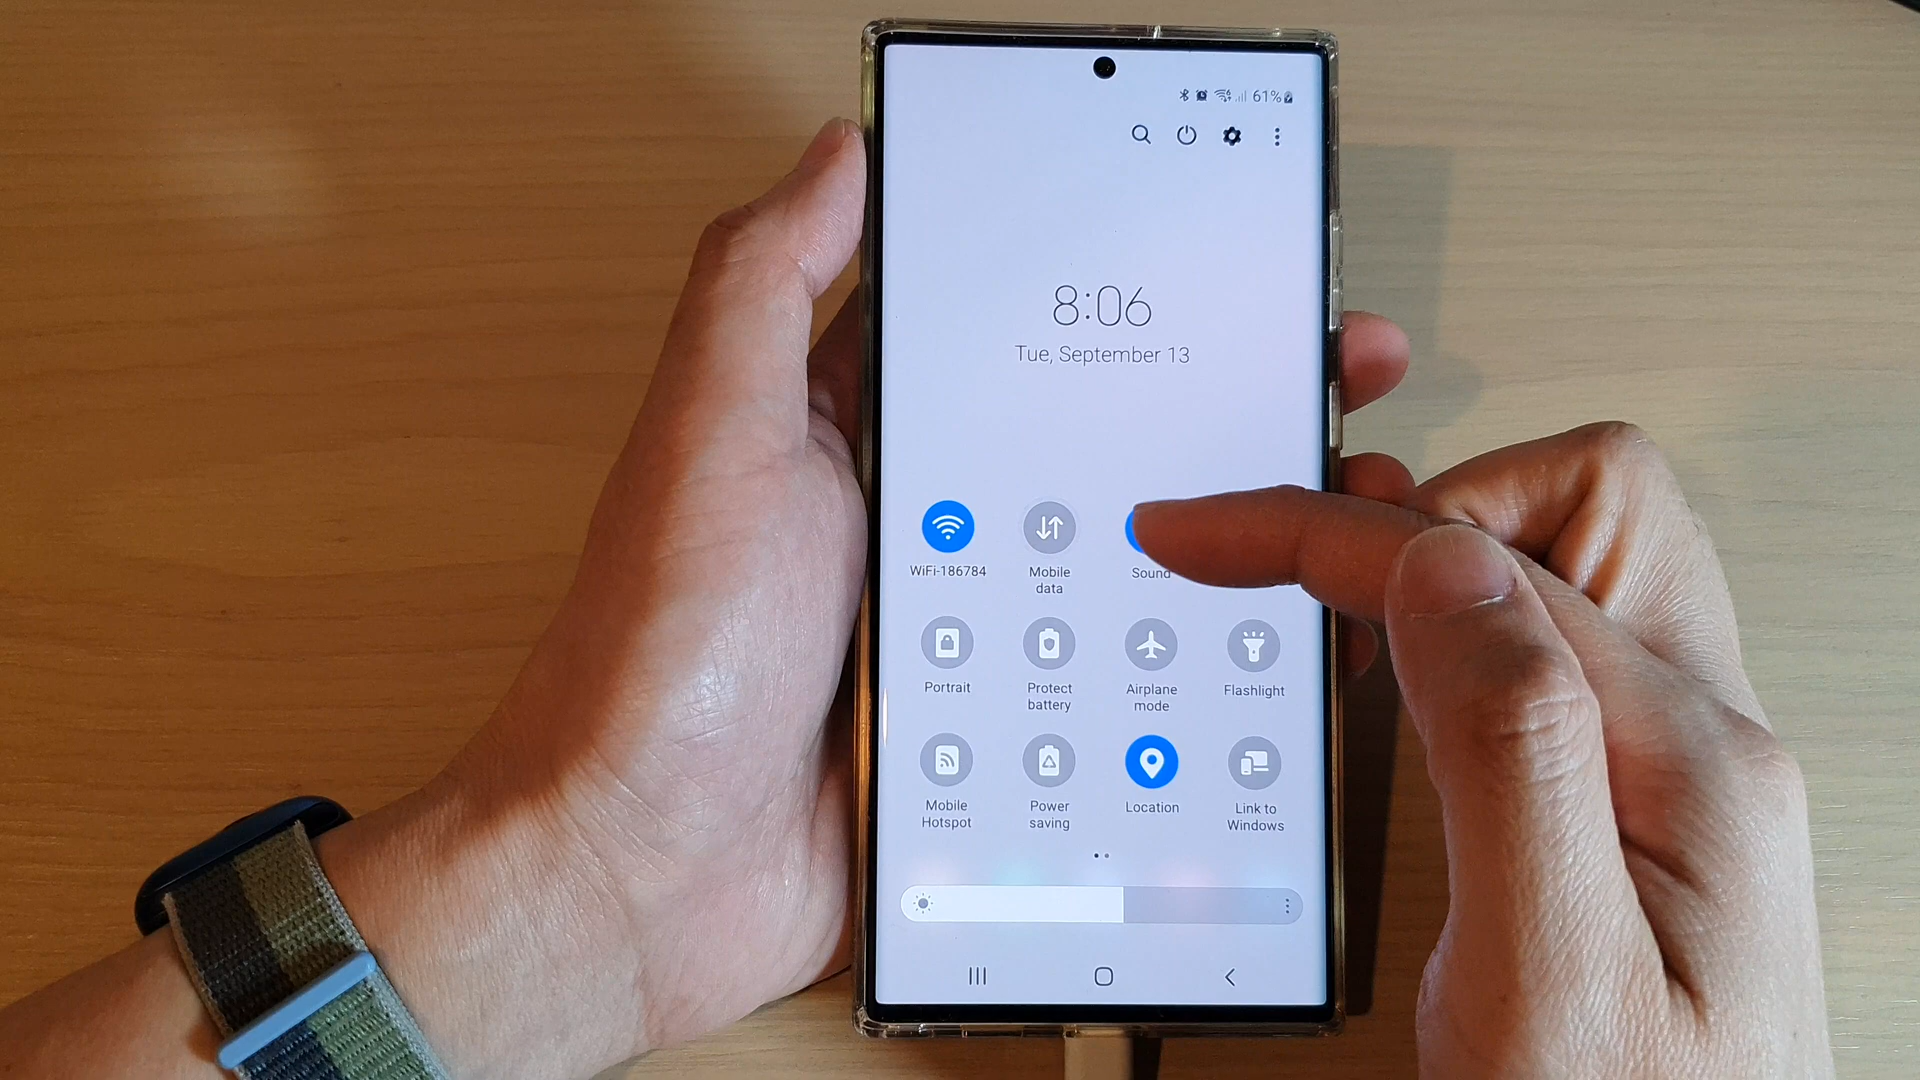 61%
8:06
Tue, September 13
WiFi-186784
Mobile
data
Sound
Portrait
Protect
battery
Airplane
mode
Flashlight
Mobile
Hotspot
Power
saving
Location
Link to
Windows